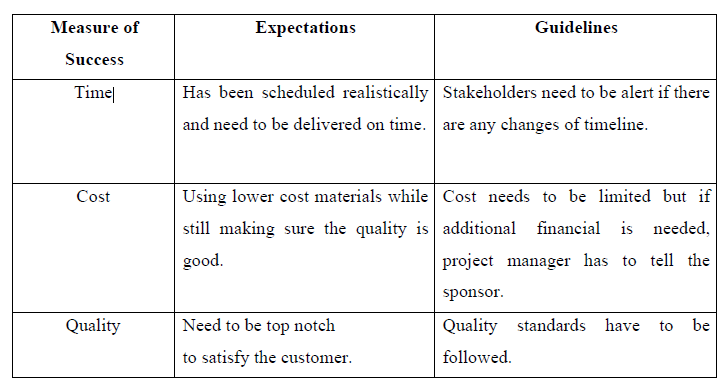 Measure of Success
Expectations
Guidelines
Time
Has been scheduled realistically
and need to be delivered on time.
Stakeholders need to be alert if there
are any changes of timeline.
Cost
Using lower cost materials while
still making sure the quality is
good.
Cost needs to be limited but if
additional financial is needed,
project manager has to tell the
sponsor.
Quality
Need to be top notch
to satisfy the customer.
Quality standards have to be
followed.